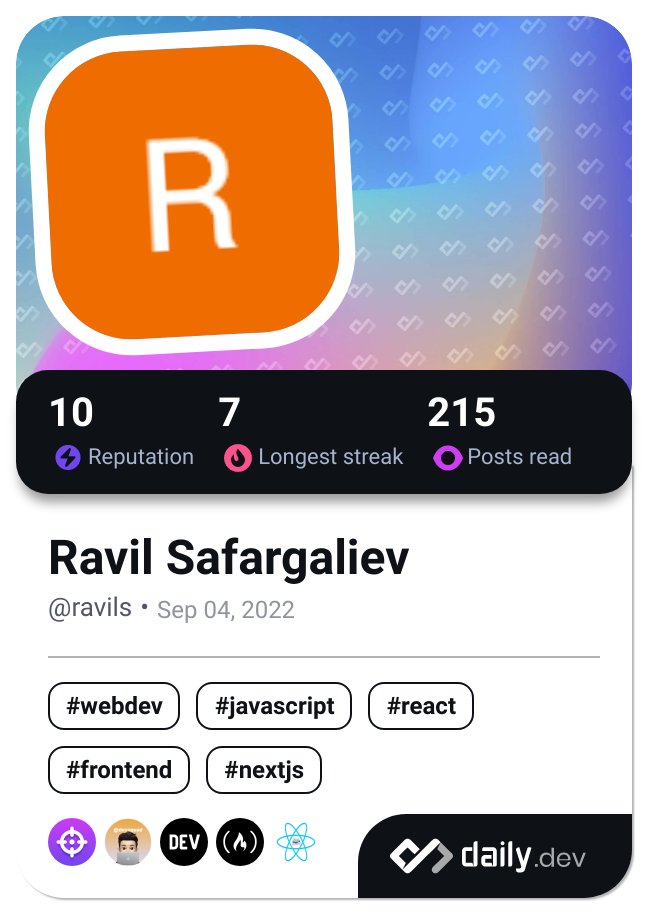 R
10 7 215
Reputation Longest streak Posts read
Ravil Safargaliev
@ravils • Sep 04, 2022
#webdev #javascript #react
#frontend #nextjs
DEV
daily.dev